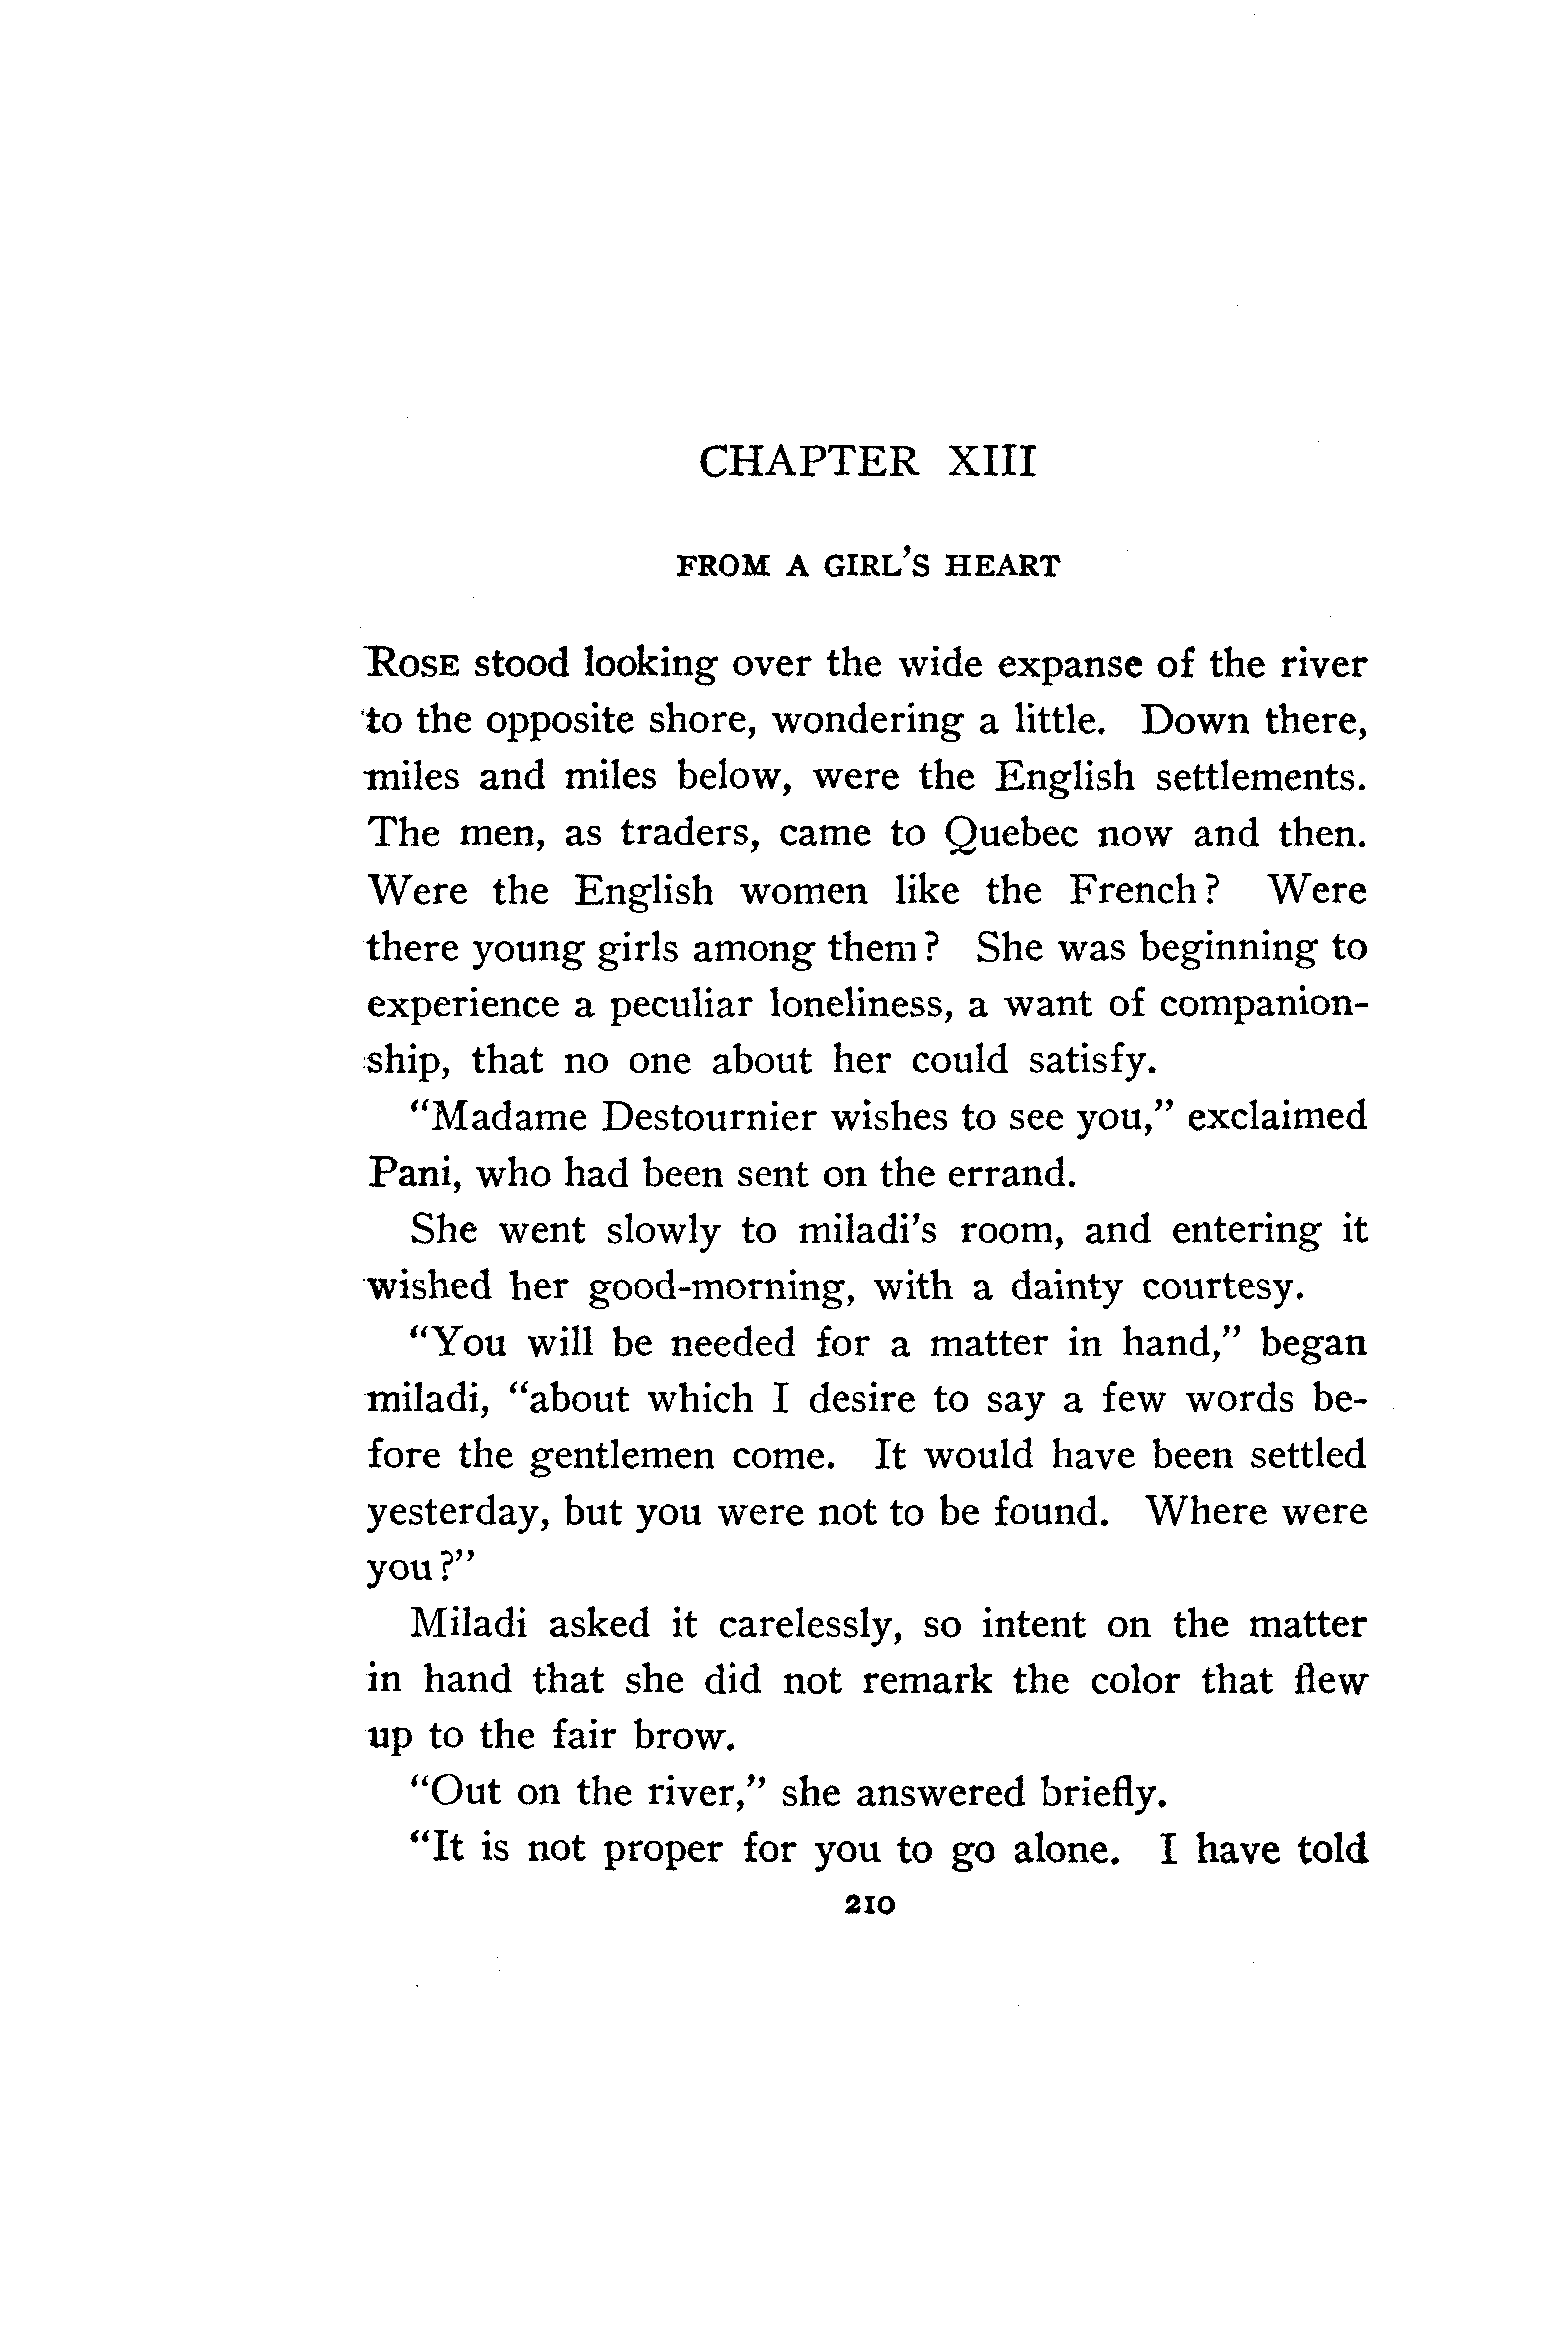 CHAPTER XIII
FROM A GIRL'S HEART
ROSE stood looking over the wide expanse of the river
to the opposite shore, wondering a little. Down there,
miles and miles below, were the English settlements.
The men, as traders, came to Quebec now and then.
Were the English women like the French? Were
there young girls among them? She was beginning to
experience a peculiar loneliness, a want of companion-
ship, that no one about her could satisfy.
"Madame Destournier wishes to see you," exclaimed
Pani, who had been sent on the errand.
She went slowly to miladi's room, and entering it
wished her good-morning, with a dainty courtesy.
"You will be needed for a matter in hand," began
miladi, "about which I desire to say a few words be-
fore the gentlemen come. It would have been settled
yesterday, but you were not to be found. Where were
you?"
Miladi asked it carelessly, so intent on the matter
in hand that she did not remark the color that flew
up to the fair brow.
"Out on the river," she answered briefly.
"It is not proper for you to go alone. I have told
210